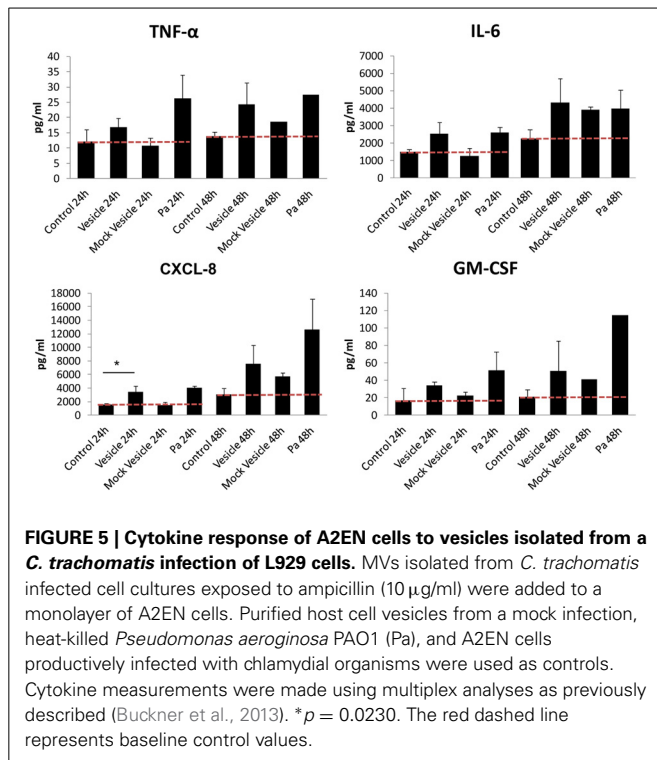 TNF-α
40
35
30
25
20
15
10
5
0
pg/ml
Control 24h
Vesicle 24h
Mock Vesicle 24h
Pa 24h
Control 48h
Vesicle 48h
Mock Vesicle 48h
Pa 48h
IL-6
7000
6000
5000
4000
3000
2000
1000
0
pg/ml
Control 24h
Vesicle 24h
Mock Vesicle 24h
Pa 24h
Control 48h
Vesicle 48h
Mock Vesicle 48h
Pa 48h
CXCL-8
18000
16000
14000
12000
10000
8000
6000
4000
2000
0
pg/ml
*
Control 24h
Vesicle 24h
Mock Vesicle 24h
Pa 24h
Control 48h
Vesicle 48h
Mock Vesicle 48h
Pa 48h
GM-CSF
140
120
100
80
60
40
20
0
pg/ml
Control 24h
Vesicle 24h
Mock Vesicle 24h
Pa 24h
Control 48h
Vesicle 48h
Mock Vesicle 48h
Pa 48h
FIGURE 5 | Cytokine response of A2EN cells to vesicles isolated from a
C. trachomatis infection of L929 cells. MVs isolated from C. trachomatis
infected cell cultures exposed to ampicillin (10 μg/ml) were added to a
monolayer of A2EN cells. Purified host cell vesicles from a mock infection,
heat-killed Pseudomonas aeroginosa PAO1 (Pa), and A2EN cells
productively infected with chlamydial organisms were used as controls.
Cytokine measurements were made using multiplex analyses as previously
described (Buckner et al., 2013). *p = 0.0230. The red dashed line
represents baseline control values.